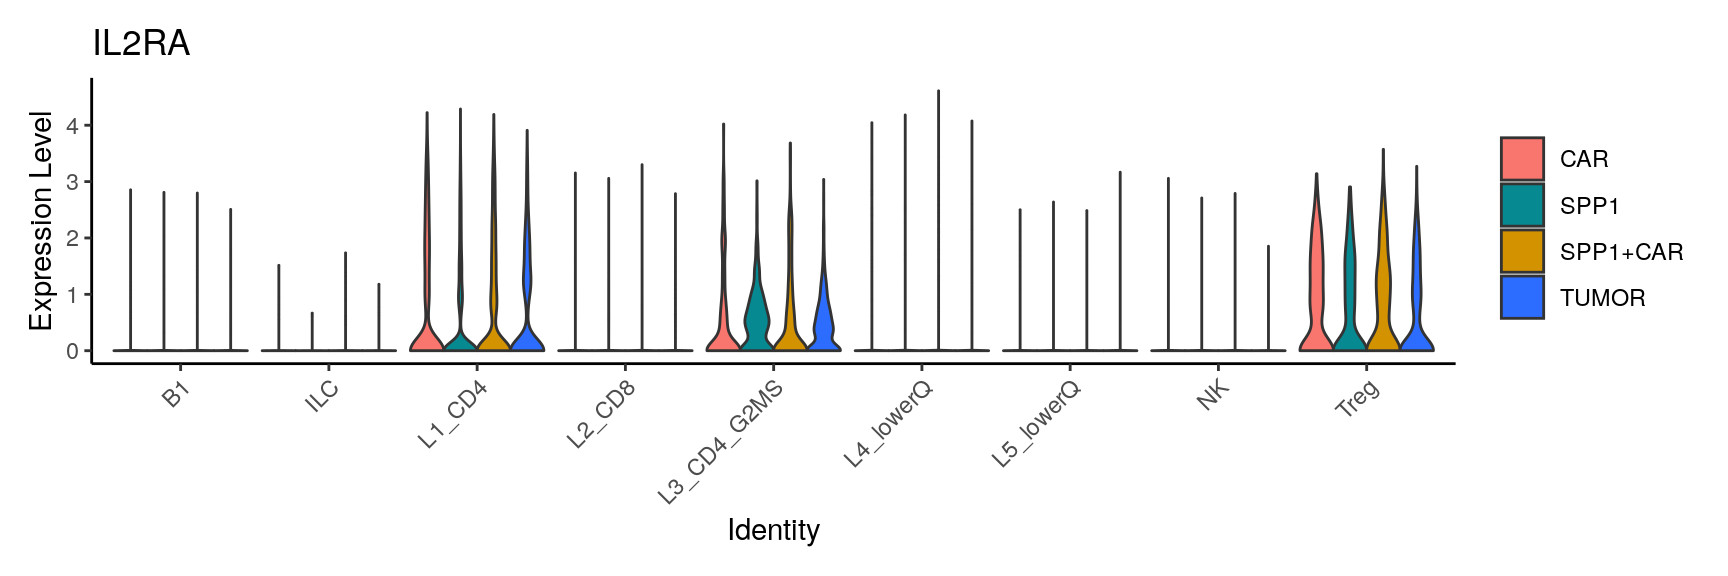 IL2RA
Expression Level
4
3
2
1
0
B1
ILC
L1_CD4
L2_CD8
L3_CD4_G2MS
L4_lowerQ
L5_lowerQ
NK
Treg
Identity
CAR
SPP1
SPP1+CAR
TUMOR